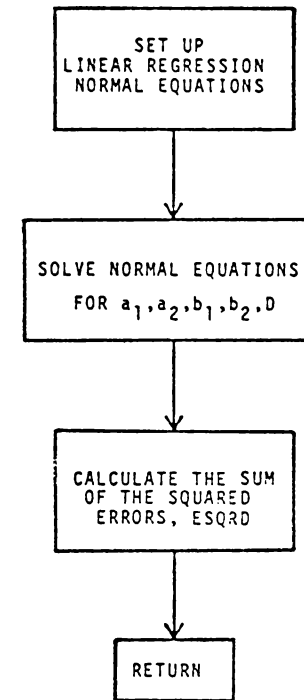 SET UP
LINEAR REGRESSION
NORMAL EQUATIONS
SOLVE NORMAL EQUATIONS
FOR a₁,a₂,b₁,b₂,D
CALCULATE THE SUM
OF THE SQUARED
ERRORS, ESQRD
RETURN